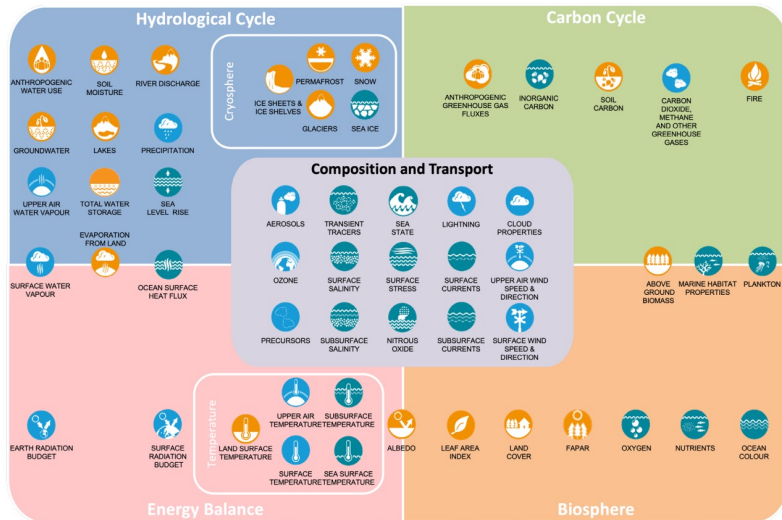 Hydrological Cycle
Carbon Cycle
ANTHROPOGENIC
WATER USE
SOIL
MOISTURE
RIVER DISCHARGE
Cryosphere
ICE SHEETS &
ICE SHELVES
PERMAFROST
SNOW
GLACIERS
SEA ICE
ANTHROPOGENIC
GREENHOUSE GAS
FLUXES
INORGANIC
CARBON
SOIL
CARBON
CARBON
DIOXIDE,
METHANE
AND OTHER
GREENHOUSE
GASES
FIRE
GROUNDWATER
LAKES
PRECIPITATION
UPPER AIR
WATER VAPOUR
TOTAL WATER
STORAGE
SEA
LEVEL RISE
EVAPORATION
FROM LAND
SURFACE WATER
VAPOUR
OCEAN SURFACE
HEAT FLUX
Composition and Transport
AEROSOLS
TRANSIENT
TRACERS
SEA
STATE
LIGHTNING
CLOUD
PROPERTIES
OZONE
SURFACE
SALINITY
SURFACE
STRESS
SURFACE
CURRENTS
UPPER AIR WIND
SPEED &
DIRECTION
PRECURSORS
SUBSURFACE
SALINITY
NITROUS
OXIDE
SUBSURFACE
CURRENTS
SURFACE WIND
SPEED &
DIRECTION
ABOVE
GROUND
BIOMASS
MARINE HABITAT
PROPERTIES
PLANKTON
EARTH RADIATION
BUDGET
SURFACE
RADIATION
BUDGET
Temperature
LAND SURFACE
TEMPERATURE
UPPER AIR
TEMPERATURE
SUBSURFACE
TEMPERATURE
SURFACE
TEMPERATURE
SEA SURFACE
TEMPERATURE
ALBEDO
LEAF AREA
INDEX
LAND
COVER
FAPAR
OXYGEN
NUTRIENTS
OCEAN
COLOUR
Energy Balance
Biosphere